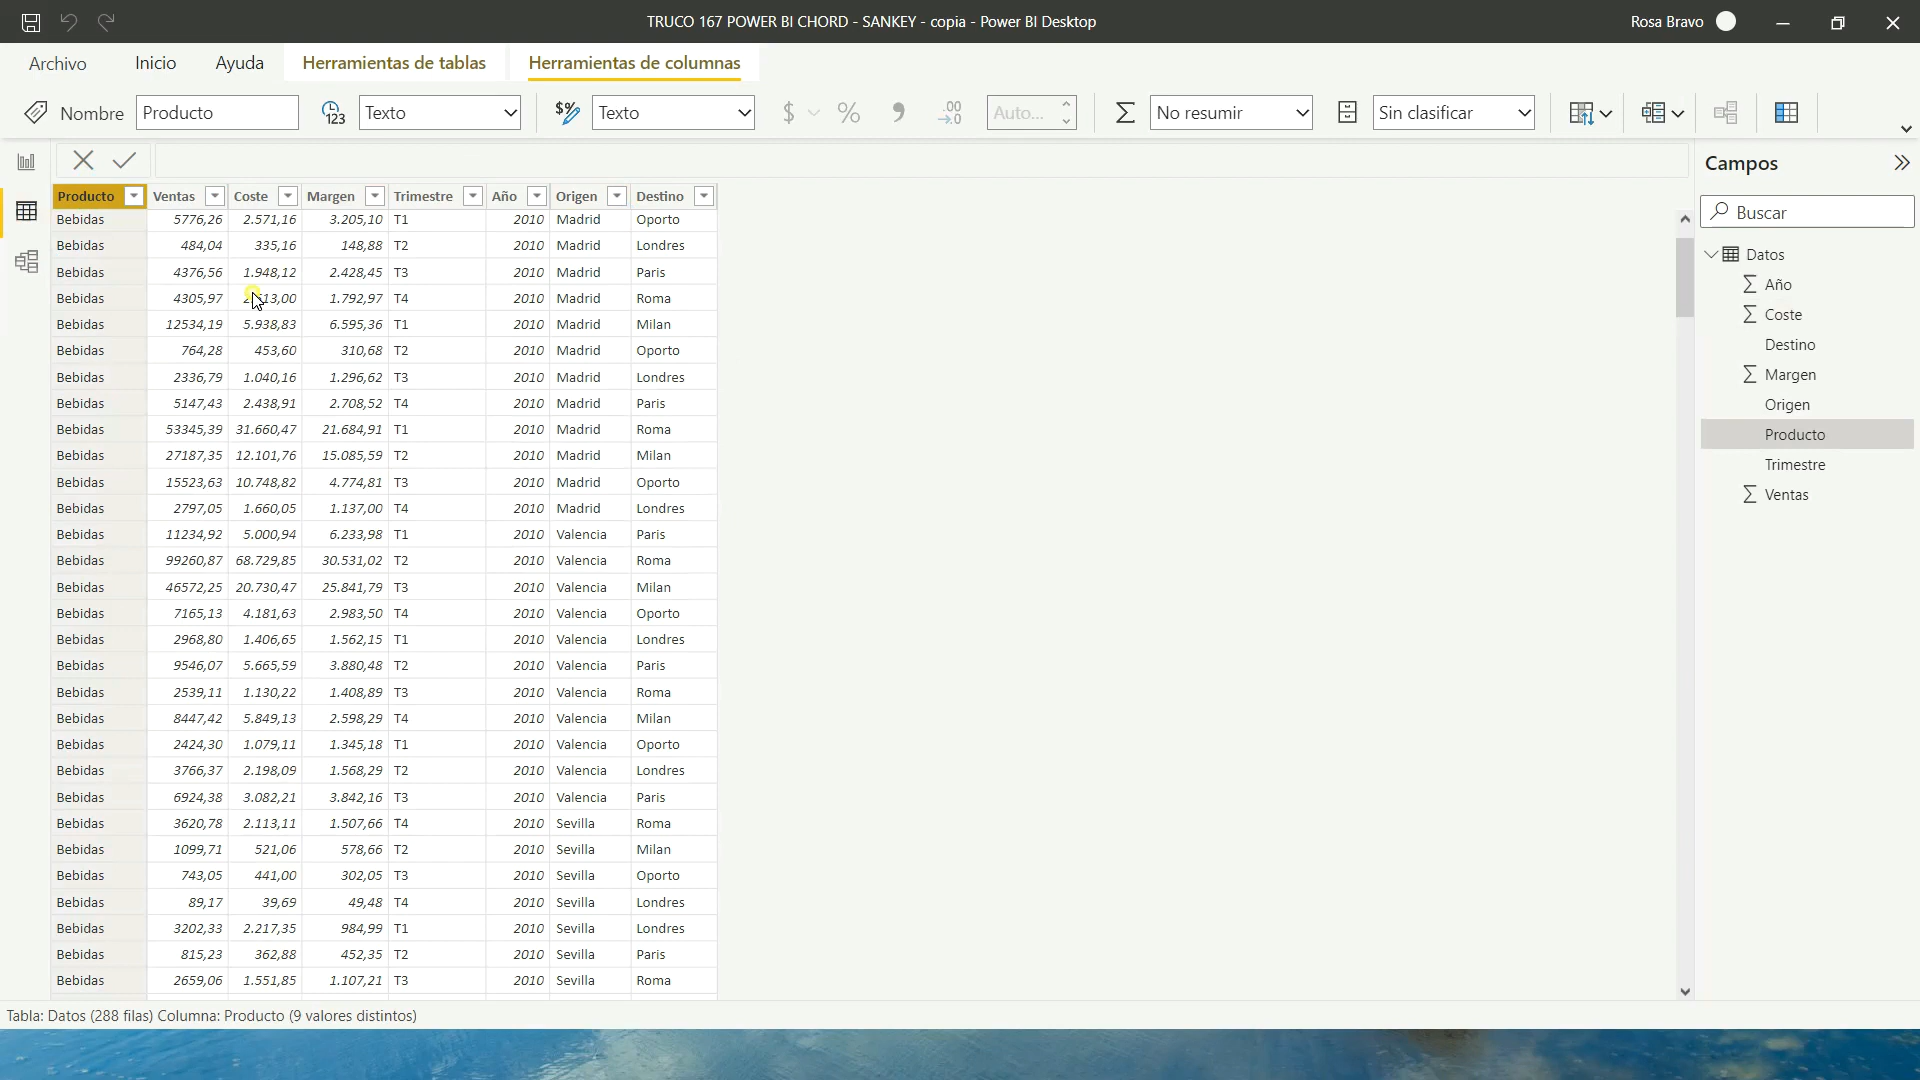 TRUCO 167 POWER BI CHORD - SANKEY - copia - Power BI Desktop
Rosa Bravo
Archivo Inicio Ayuda Herramientas de tablas Herramientas de columnas
Nombre Producto Texto $% Texto $ % 9 .00 Auto... Σ No resumir Sin clasificar
Campos
Buscar
Datos
Σ Año
Σ Coste
Destino
Σ Margen
Origen
Producto
Trimestre
Σ Ventas
Producto Ventas Coste Margen Trimestre Año Origen Destino
Bebidas 5776,26 2.571,16 3.205,10 T1 2010 Madrid Oporto
Bebidas 484,04 335,16 148,88 T2 2010 Madrid Londres
Bebidas 4376,56 1.948,12 2.428,45 T3 2010 Madrid Paris
Bebidas 4305,97 13,00 1.792,97 T4 2010 Madrid Roma
Bebidas 12534,19 5.938,83 6.595,36 T1 2010 Madrid Milan
Bebidas 764,28 453,60 310,68 T2 2010 Madrid Oporto
Bebidas 2336,79 1.040,16 1.296,62 T3 2010 Madrid Londres
Bebidas 5147,43 2.438,91 2.708,52 T4 2010 Madrid Paris
Bebidas 53345,39 31.660,47 21.684,91 T1 2010 Madrid Roma
Bebidas 27187,35 12.101,76 15.085,59 T2 2010 Madrid Milan
Bebidas 15523,63 10.748,82 4.774,81 T3 2010 Madrid Oporto
Bebidas 2797,05 1.660,05 1.137,00 T4 2010 Madrid Londres
Bebidas 11234,92 5.000,94 6.233,98 T1 2010 Valencia Paris
Bebidas 99260,87 68.729,85 30.531,02 T2 2010 Valencia Roma
Bebidas 46572,25 20.730,47 25.841,79 T3 2010 Valencia Milan
Bebidas 7165,13 4.181,63 2.983,50 T4 2010 Valencia Oporto
Bebidas 2968,80 1.406,65 1.562,15 T1 2010 Valencia Londres
Bebidas 9546,07 5.665,59 3.880,48 T2 2010 Valencia Paris
Bebidas 2539,11 1.130,22 1.408,89 T3 2010 Valencia Roma
Bebidas 8447,42 5.849,13 2.598,29 T4 2010 Valencia Milan
Bebidas 2424,30 1.079,11 1.345,18 T1 2010 Valencia Oporto
Bebidas 3766,37 2.198,09 1.568,29 T2 2010 Valencia Londres
Bebidas 6924,38 3.082,21 3.842,16 T3 2010 Valencia Paris
Bebidas 3620,78 2.113,11 1.507,66 T4 2010 Sevilla Roma
Bebidas 1099,71 521,06 578,66 T2 2010 Sevilla Milan
Bebidas 743,05 441,00 302,05 T3 2010 Sevilla Oporto
Bebidas 89,17 39,69 49,48 T4 2010 Sevilla Londres
Bebidas 3202,33 2.217,35 984,99 T1 2010 Sevilla Londres
Bebidas 815,23 362,88 452,35 T2 2010 Sevilla Paris
Bebidas 2659,06 1.551,85 1.107,21 T3 2010 Sevilla Roma
Tabla: Datos (288 filas) Columna: Producto (9 valores distintos)